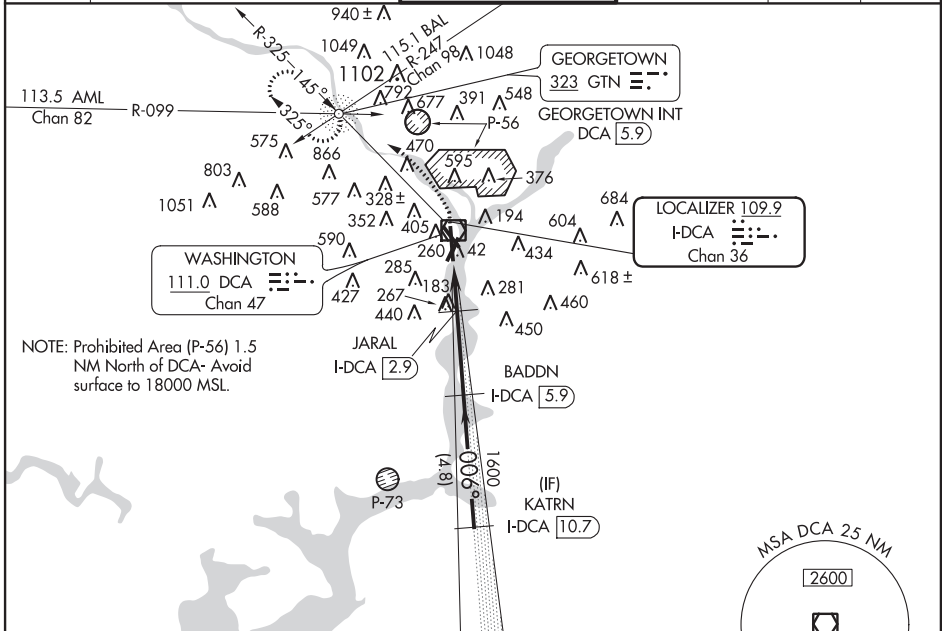 940 ±
R-325
145°
1049
115.1 BAL
R-247
Chan 98
1048
1102
GEORGETOWN
323 GTN
113.5 AML
Chan 82
R-099
325°
792
677
391
548
P-56
GEORGETOWN INT
DCA 5.9
575
866
470
595
376
803
1051
588
577
328 ±
352
405
194
604
684
LOCALIZER 109.9
I-DCA
Chan 36
590
260
42
434
WASHINGTON
111.0 DCA
Chan 47
427
285
183
267
440
281
618 ±
460
450
JARAL
I-DCA 2.9
NOTE: Prohibited Area (P-56) 1.5
NM North of DCA- Avoid
surface to 18000 MSL.
BADDN
I-DCA 5.9
006°
1600
(4.8)
P-73
(IF)
KATRN
I-DCA 10.7
MSA DCA 25 NM
2600